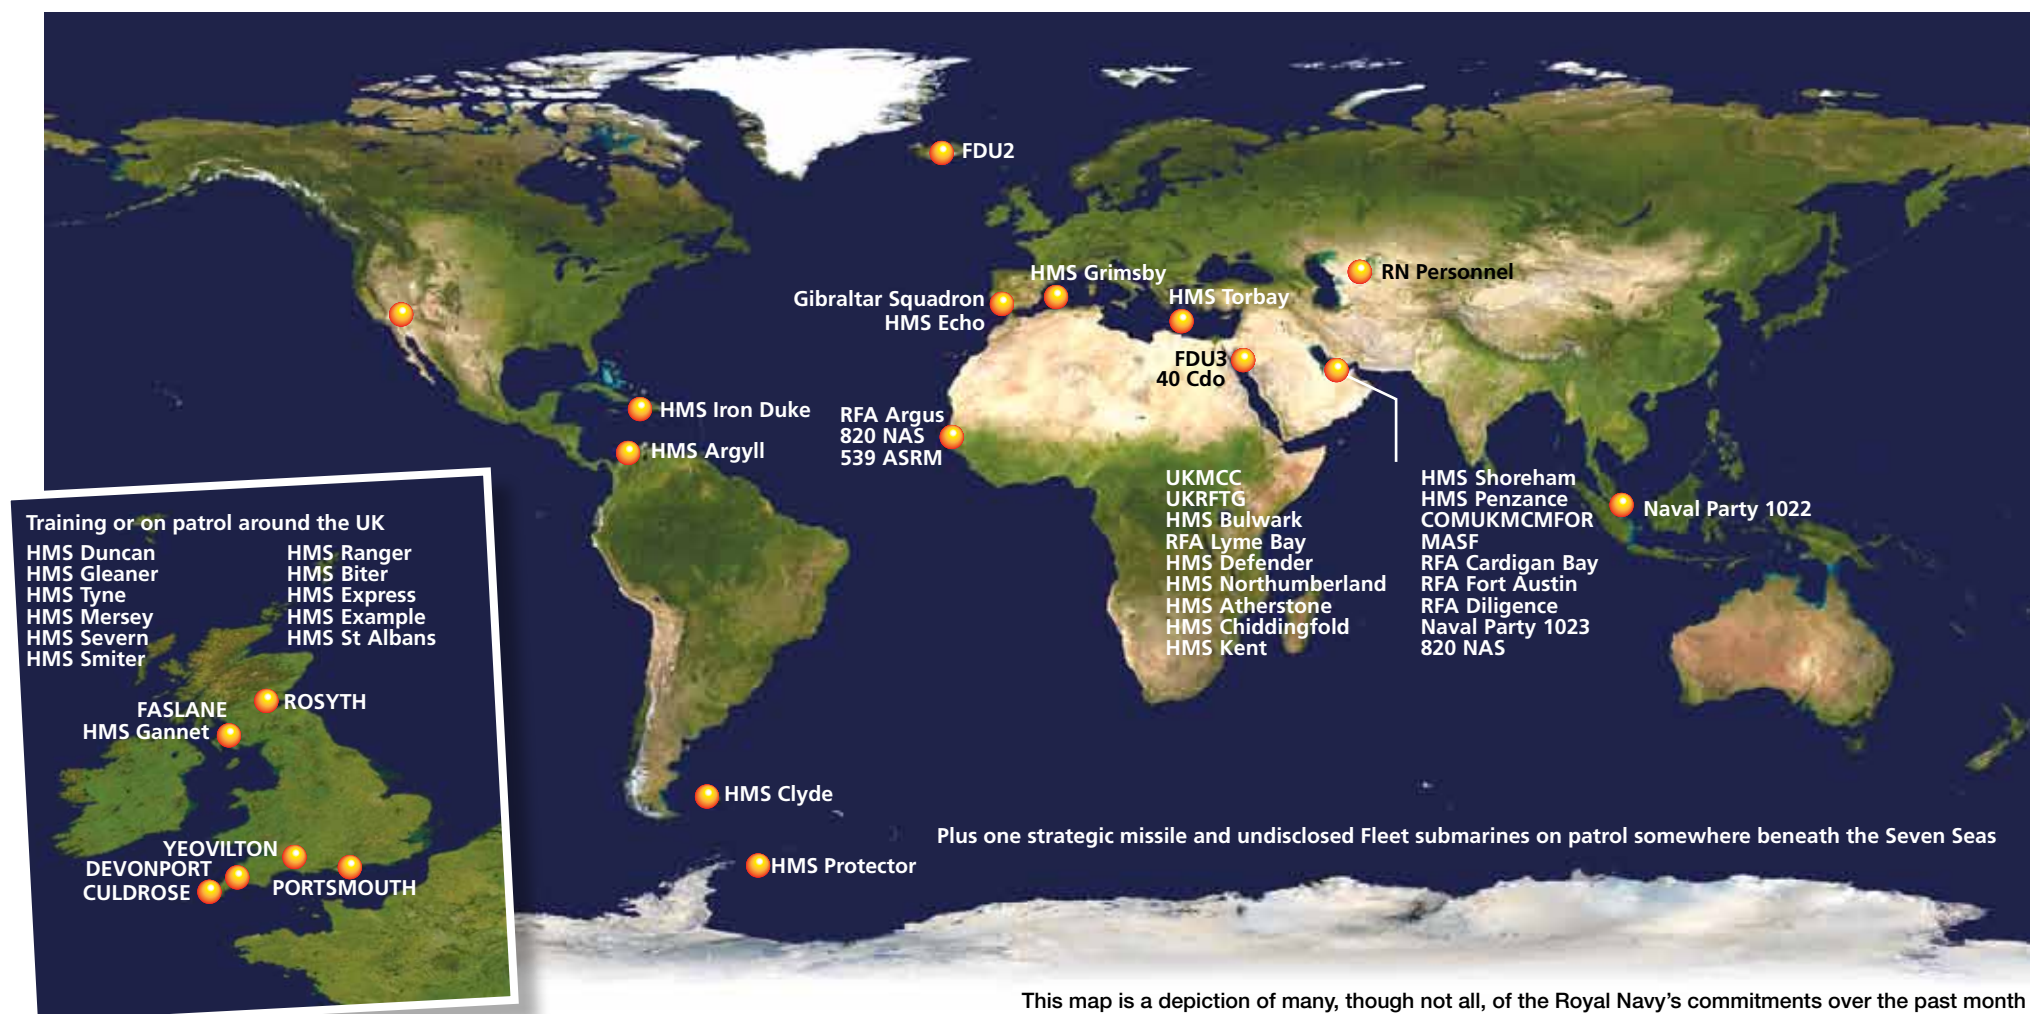 FDU2
HMS Grimsby
RN Personnel
Gibraltar Squadron
HMS Echo
HMS Torbay
FDU3
40 Cdo
HMS Iron Duke
HMS Argyll
RFA Argus
820 NAS
539 ASRM
UKMCC
UKRFTG
HMS Bulwark
RFA Lyme Bay
HMS Defender
HMS Northumberland
HMS Atherstone
HMS Chiddingfold
HMS Kent
HMS Shoreham
HMS Penzance
COMUKMCMFOR
MASF
RFA Cardigan Bay
RFA Fort Austin
RFA Diligence
Naval Party 1023
820 NAS
Naval Party 1022
Training or on patrol around the UK
HMS Duncan
HMS Gleaner
HMS Tyne
HMS Mersey
HMS Severn
HMS Smiter
HMS Ranger
HMS Biter
HMS Express
HMS Example
HMS St Albans
ROSYTH
FASLANE
HMS Gannet
YEOVILTON
DEVONPORT
CULDROSE
PORTSMOUTH
HMS Clyde
HMS Protector
Plus one strategic missile and undisclosed Fleet submarines on patrol somewhere beneath the Seven Seas
This map is a depiction of many, though not all, of the Royal Navy's commitments over the past month